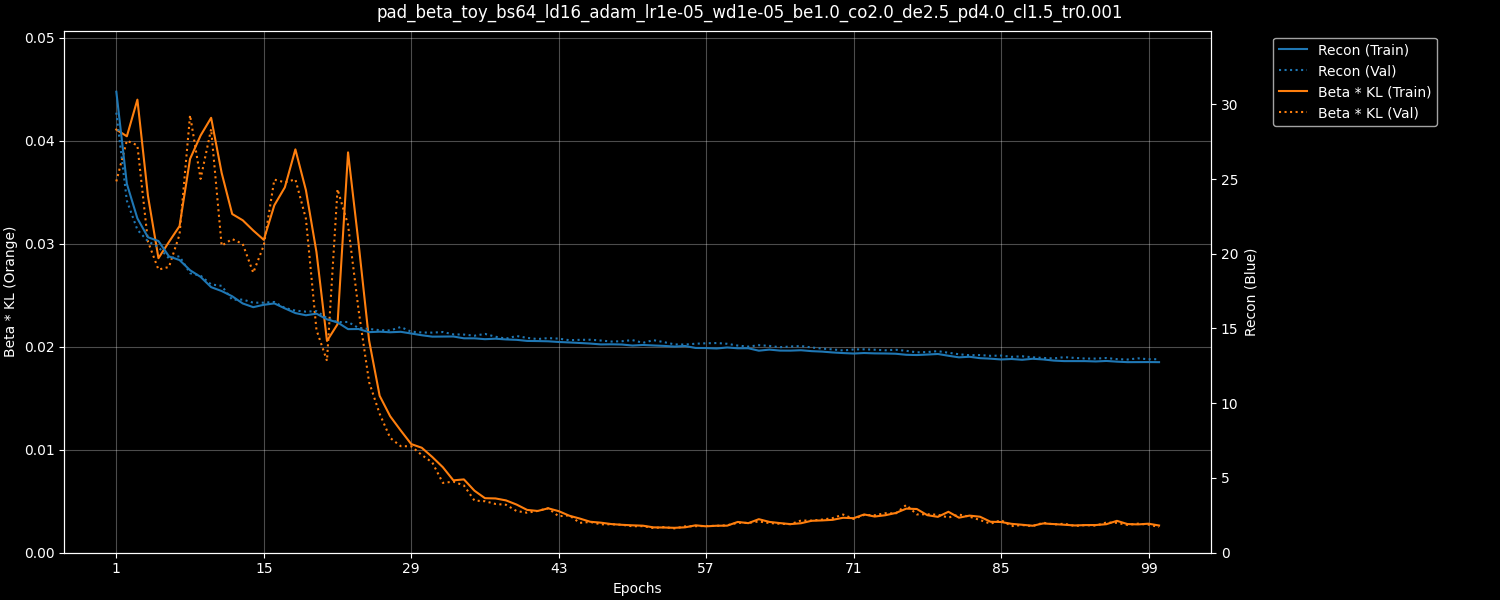 pad_beta_toy_bs64_ld16_adam_lr1e-05_wd1e-05_be1.0_co2.0_de2.5_pd4.0_cl1.5_tr0.001
Recon (Train)
Recon (Val)
Beta * KL (Train)
Beta * KL (Val)
Beta * KL (Orange)
0.05
0.04
0.03
0.02
0.01
0.00
30
25
20
15
10
5
0
Recon (Blue)
1 15 29 43 57 71 85 99
Epochs